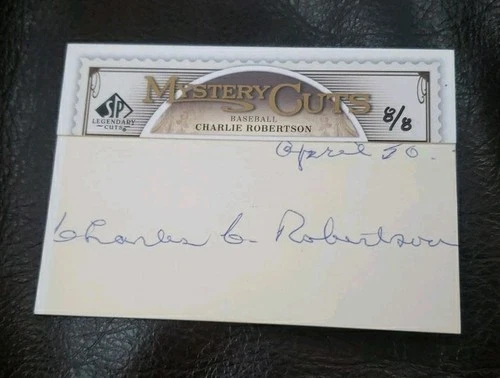 MYSTERY CUTS
SP
LEGENDARY
CUTS
BASEBALL
CHARLIE ROBERTSON
8/8
April 30.
Charles C. Robertson